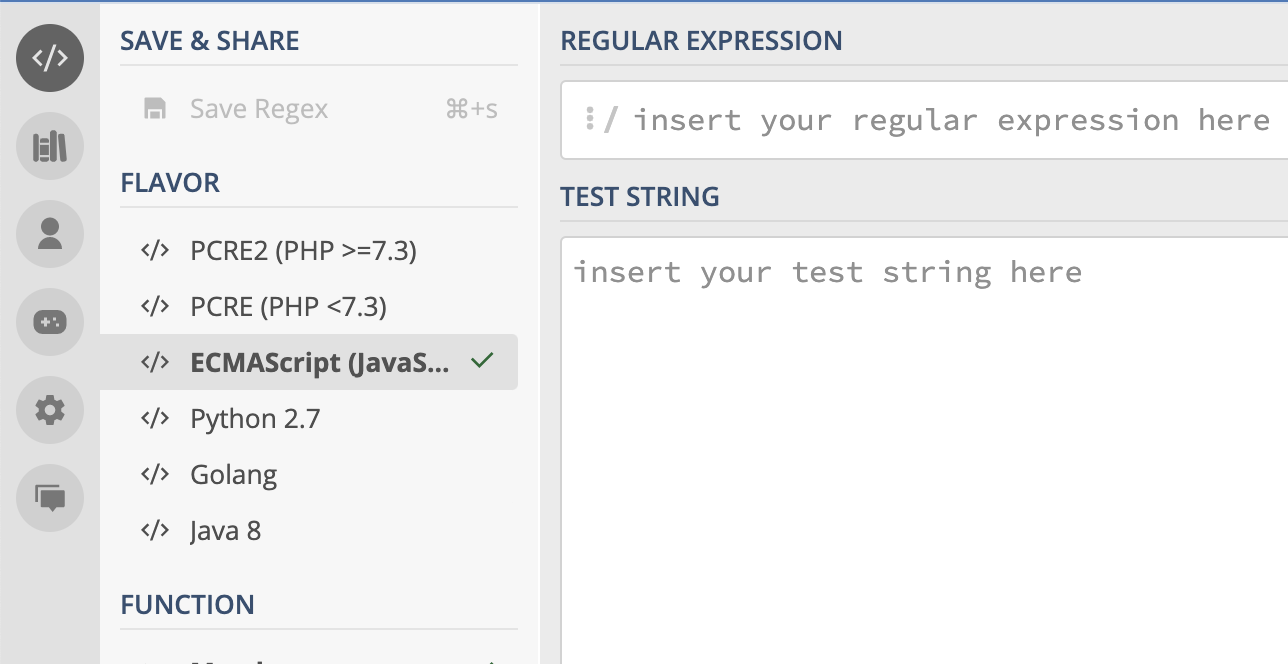 SAVE & SHARE
Save Regex ⌘+s
FLAVOR
</> PCRE2 (PHP >=7.3)
</> PCRE (PHP <7.3)
</> ECMAScript (JavaS...
</> Python 2.7
</> Golang
</> Java 8
FUNCTION
REGULAR EXPRESSION
/ insert your regular expression here
TEST STRING
insert your test string here